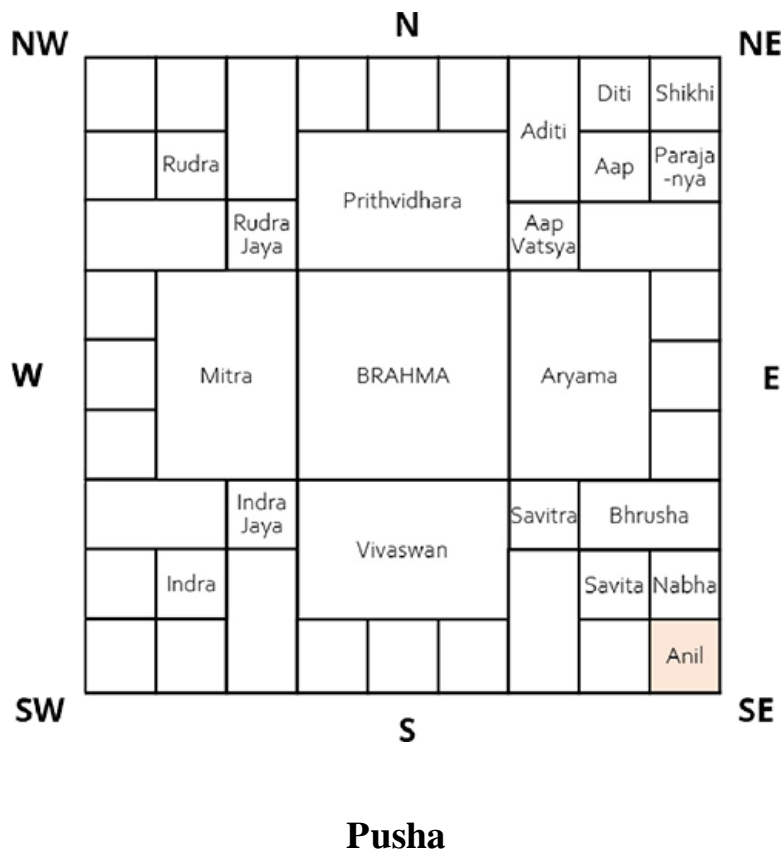 N
NW
NE
Diti
Shikhi
Aditi
Rudra
Aap
Paraja
-nya
Prithvidhara
Rudra
Jaya
Aap
Vatsya
W
Mitra
BRAHMA
Aryama
E
Indra
Jaya
Savitra
Bhrusha
Vivaswan
Indra
Savita
Nabha
Anil
SW
SE
S
Pusha